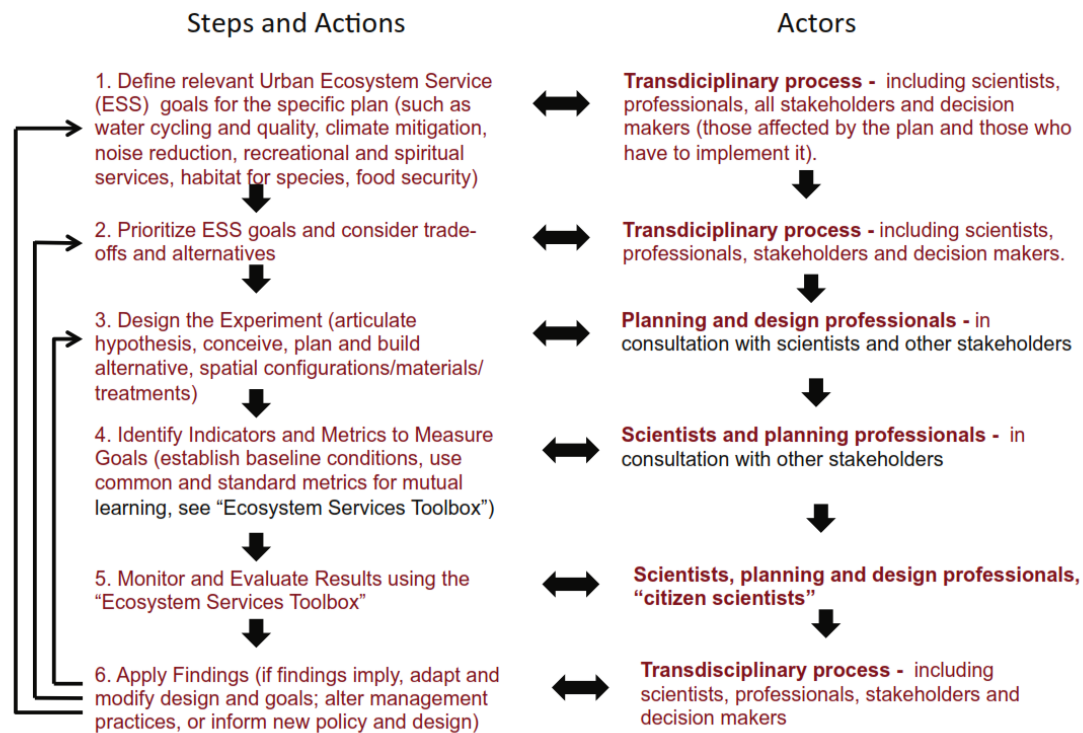 Steps and Actions
Actors
1. Define relevant Urban Ecosystem Service
(ESS) goals for the specific plan (such as
water cycling and quality, climate mitigation,
noise reduction, recreational and spiritual
services, habitat for species, food security)
Transdiciplinary process - including scientists,
professionals, all stakeholders and decision
makers (those affected by the plan and those who
have to implement it).
2. Prioritize ESS goals and consider trade-
offs and alternatives
Transdiciplinary process - including scientists,
professionals, stakeholders and decision makers.
3. Design the Experiment (articulate
hypothesis, conceive, plan and build
alternative, spatial configurations/materials/
treatments)
Planning and design professionals - in
consultation with scientists and other stakeholders
4. Identify Indicators and Metrics to Measure
Goals (establish baseline conditions, use
common and standard metrics for mutual
learning, see “Ecosystem Services Toolbox”)
Scientists and planning professionals - in
consultation with other stakeholders
5. Monitor and Evaluate Results using the
“Ecosystem Services Toolbox”
Scientists, planning and design professionals,
“citizen scientists”
6. Apply Findings (if findings imply, adapt and
modify design and goals; alter management
practices, or inform new policy and design)
Transdisciplinary process - including
scientists, professionals, stakeholders and
decision makers